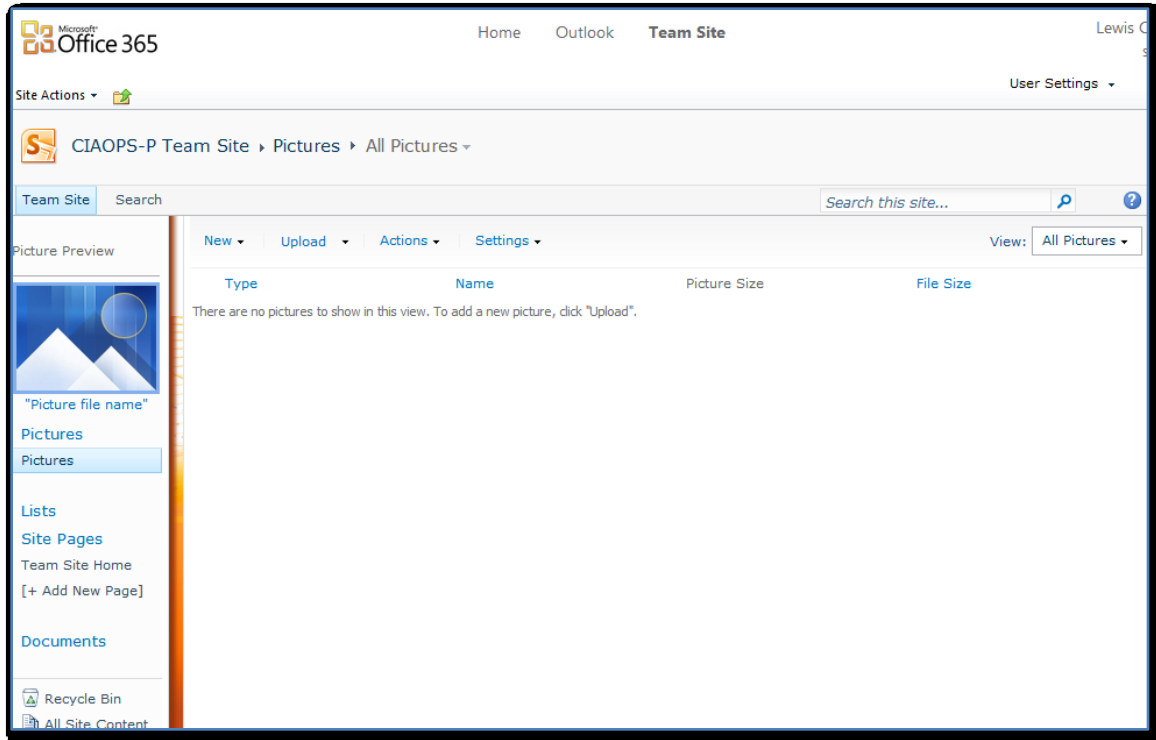 Microsoft
Office 365
Home Outlook Team Site
Lewis C
s
User Settings
Site Actions
CIAOPS-P Team Site Pictures All Pictures
Team Site Search
Search this site...
Picture Preview
New Upload Actions Settings
View: All Pictures
Type Name Picture Size File Size
There are no pictures to show in this view. To add a new picture, click "Upload".
"Picture file name"
Pictures
Pictures
Lists
Site Pages
Team Site Home
[+ Add New Page]
Documents
Recycle Bin
All Site Content